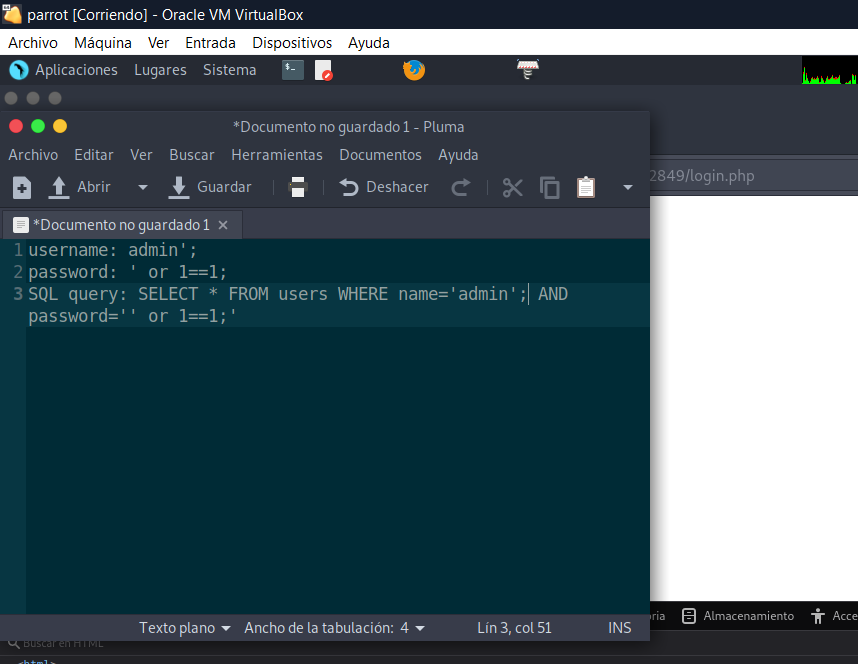 parrot [Corriendo] - Oracle VM VirtualBox
Archivo Máquina Ver Entrada Dispositivos Ayuda
Aplicaciones Lugares Sistema
*Documento no guardado 1 - Pluma
Archivo Editar Ver Buscar Herramientas Documentos Ayuda
2849/login.php
Abrir Guardar Deshacer
*Documento no guardado 1
1 username: admin';
2 password: ' or 1==1;
3 SQL query: SELECT * FROM users WHERE name='admin'; AND
password='' or 1==1;'
oria Almacenamiento Acce
Texto plano Ancho de la tabulación: 4 Lín 3, col 51 INS
Buscar en HTML
<html>